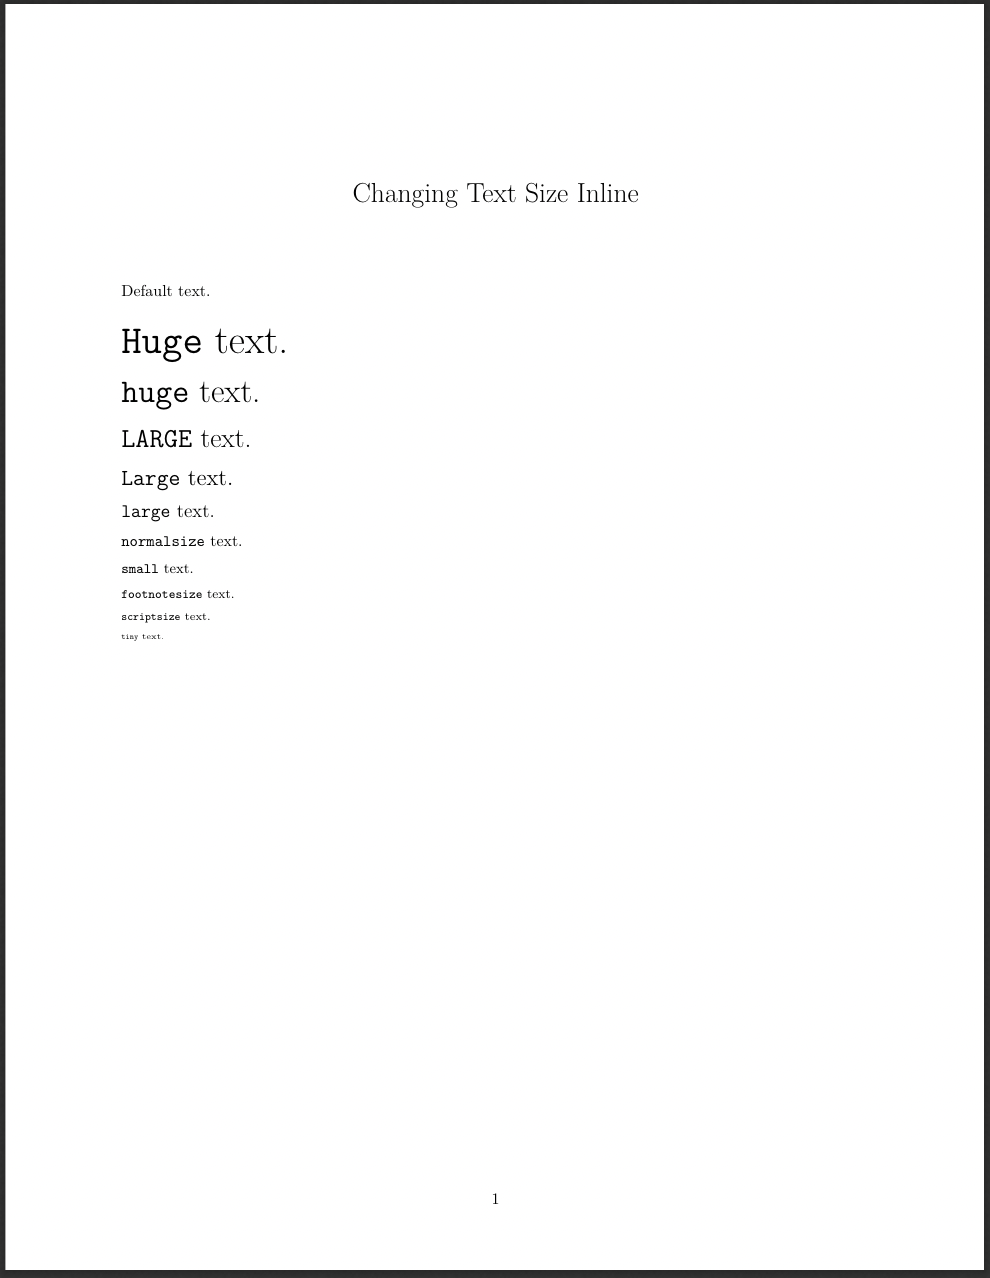 Changing Text Size Inline
Default text.
Huge text.
huge text.
LARGE text.
Large text.
large text.
normalsize text.
small text.
footnotesize text.
scriptsize text.
tiny text.
1